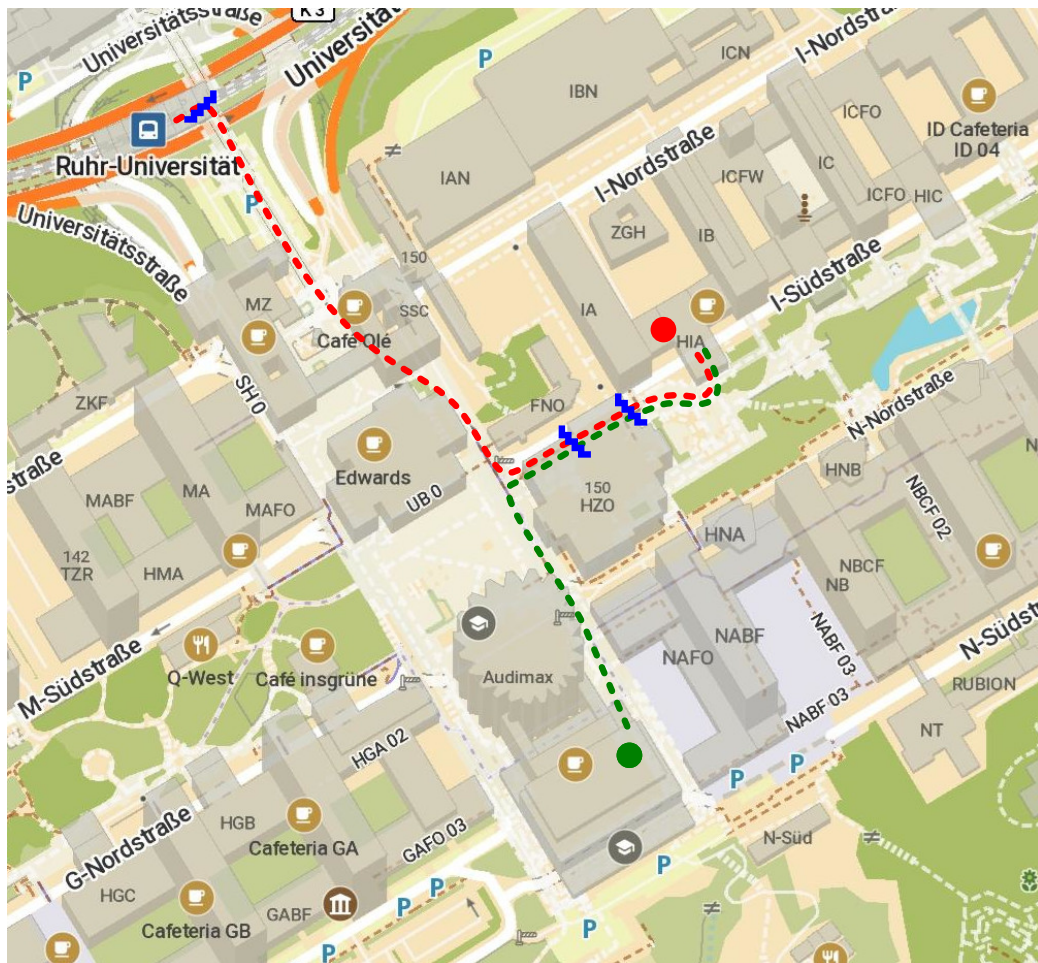 K 3
Universitätsstraße
Universitä
I-Nordstra
P
P
ICN
IBN
ICFO
ID Cafeteria
ID 04
Ruhr-Universität
IAN
I-Nordstraße
ICFW
IC
ICFO
HIC
P
Universitätsstraße
ZGH
IB
150
I-Südstraße
MZ
SSC
IA
Café Olé
HIA
SH 0
ZKF
FNO
N-Nordstraße
straße
Edwards
UB 0
HNB
N
MABF
MA
MAFO
150
HZO
NBCF 02
HNA
142
TZR
HMA
NBCF
NB
NABF
NABF 03
N-Südst
M-Südstraße
Q-West
Café insgrüne
Audimax
NAFO
RUBION
NABF 03
NT
HGA 02
P
P
G-Nordstraße
HGB
Cafeteria GA
GAFO 03
N-Süd
P
HGC
P
P
GABF
P
P
Cafeteria GB